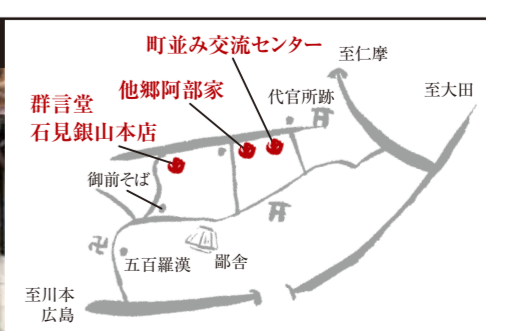 町並み交流センター
至仁摩
他郷阿部家
代官所跡
至大田
群言堂
石見銀山本店
御前そば
卍
五百羅漢
鄙舎
至川本
広島